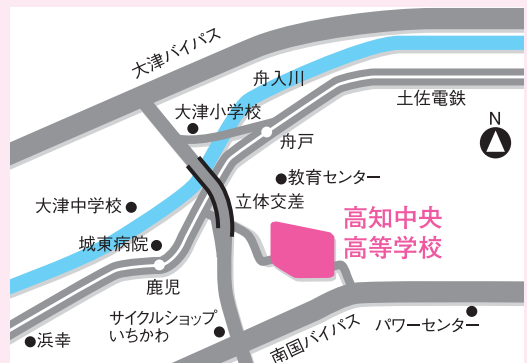 大津バイパス
舟入川
土佐電鉄
大津小学校
N
舟戸
教育センター
大津中学校
立体交差
高知中央
高等学校
城東病院
鹿児
サイクルショップ
いちかわ
南国バイパス
パワーセンター
浜幸